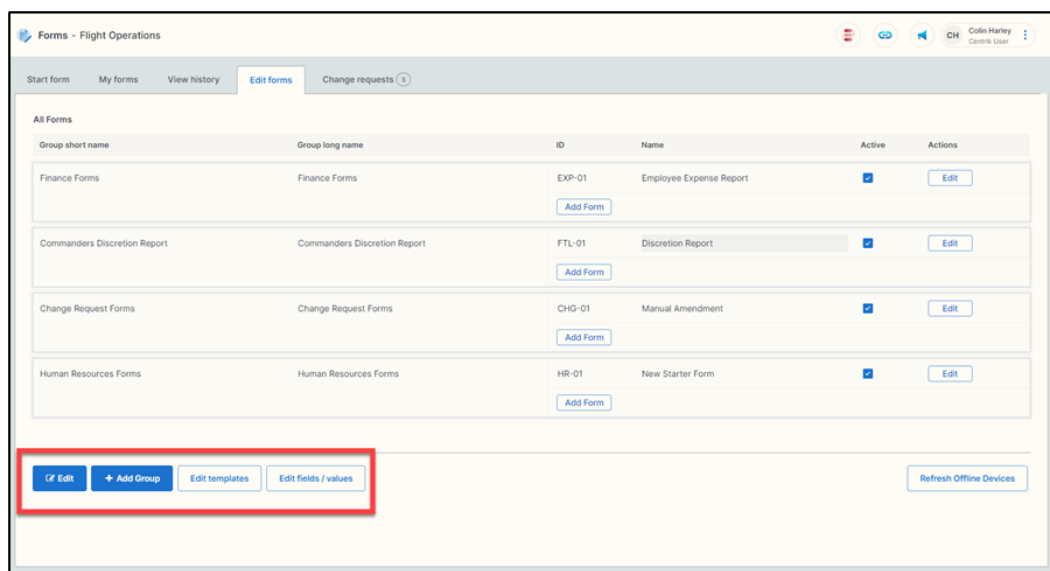 Forms - Flight Operations
CH Colin Harley
Centrik User
Start form My forms View history Edit forms Change requests 5
All Forms
Group short name Group long name ID Name Active Actions
Finance Forms Finance Forms EXP-01 Employee Expense Report Edit
Add Form
Commanders Discretion Report Commanders Discretion Report FTL-01 Discretion Report Edit
Add Form
Change Request Forms Change Request Forms CHG-01 Manual Amendment Edit
Add Form
Human Resources Forms Human Resources Forms HR-01 New Starter Form Edit
Add Form
Edit + Add Group Edit templates Edit fields / values Refresh Offline Devices